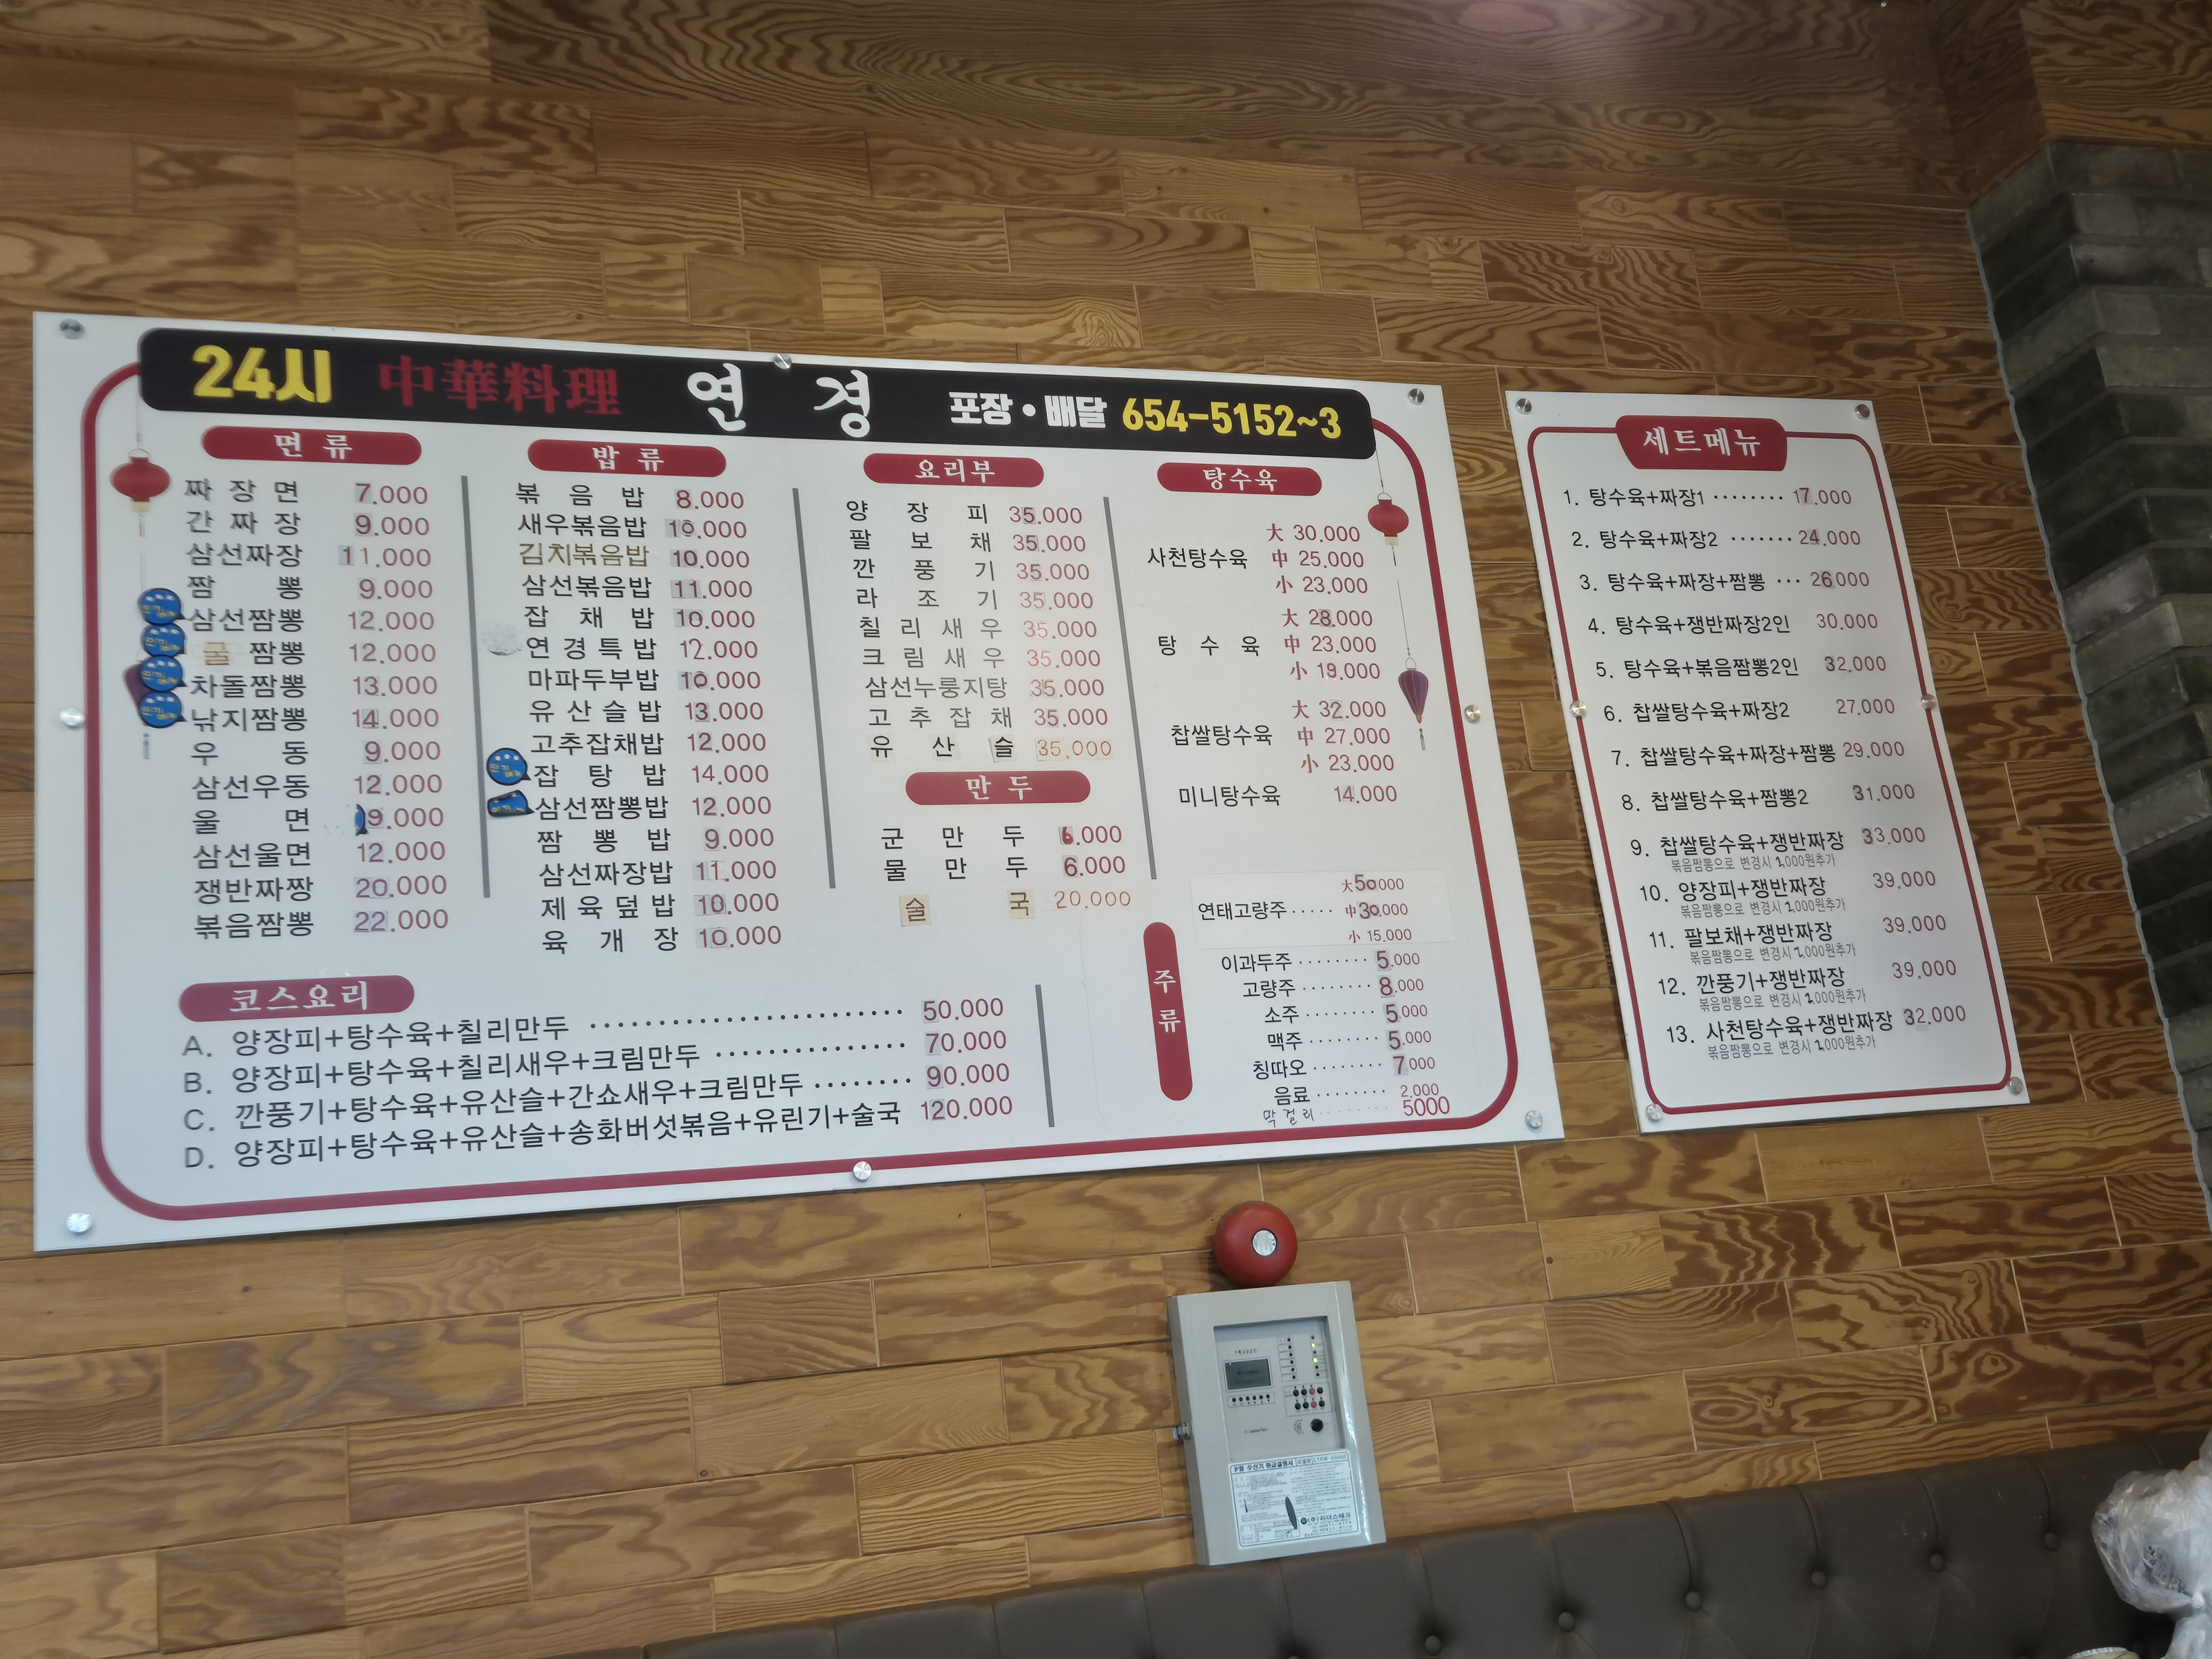 24시 中華料理 연경 포장·배달 654-5152~3
면류
짜장면 7.000
간짜장 9.000
삼선짜장 11.000
짬뽕 9.000
삼선짬뽕 12.000
굴짬뽕 12.000
차돌짬뽕 13.000
낚지짬뽕 14.000
우동 9.000
삼선우동 12.000
울면 9.000
삼선울면 12.000
쟁반짜짱 20.000
볶음짬뽕 22.000
밥류
볶음밥 8.000
새우볶음밥 10.000
김치볶음밥 10.000
삼선볶음밥 11.000
잡채밥 10.000
연경특밥 12.000
마파두부밥 10.000
유산슬밥 13.000
고추잡채밥 12.000
잡탕밥 14.000
삼선짬뽕밥 12.000
짬뽕밥 9.000
삼선짜장밥 11.000
제육덮밥 10.000
육개장 10.000
요리부
양장피 35.000
팔보채 35.000
깐풍기 35.000
라조기 35.000
칠리새우 35.000
크림새우 35.000
삼선누룽지탕 35.000
고추잡채 35.000
유산슬 35.000
만두
군만두 6.000
물만두 6.000
술국 20.000
탕수육
사천탕수육
大 30.000
中 25.000
小 23.000
탕수육
大 28.000
中 23.000
小 19.000
찹쌀탕수육
大 32.000
中 27.000
小 23.000
미니탕수육 14.000
주류
연태고량주
大 50000
中 30.000
小 15.000
이과두주 5.000
고량주 8.000
소주 5.000
맥주 5.000
칭따오 7.000
음료 2.000
막걸리 5000
코스요리
A. 양장피+탕수육+칠리만두 50.000
B. 양장피+탕수육+칠리새우+크림만두 70.000
C. 깐풍기+탕수육+유산슬+간쇼새우+크림만두 90.000
D. 양장피+탕수육+유산슬+송화버섯볶음+유린기+술국 120.000
세트메뉴
1. 탕수육+짜장1 17.000
2. 탕수육+짜장2 24.000
3. 탕수육+짜장+짬뽕 26000
4. 탕수육+쟁반짜장2인 30.000
5. 탕수육+볶음짬뽕2인 32,000
6. 찹쌀탕수육+짜장2 27.000
7. 찹쌀탕수육+짜장+짬뽕 29.000
8. 찹쌀탕수육+짬뽕2 31.000
9. 찹쌀탕수육+쟁반짜장 33.000
볶음짬뽕으로 변경시 2,000원추가
10. 양장피+쟁반짜장 39.000
볶음짬뽕으로 변경시 2,000원추가
11. 팔보채+쟁반짜장 39.000
볶음짬뽕으로 변경시 2,000원추가
12. 깐풍기+쟁반짜장 39.000
볶음짬뽕으로 변경시 2,000원추가
13. 사천탕수육+쟁반짜장 32.000
볶음짬뽕으로 변경시 2,000원추가